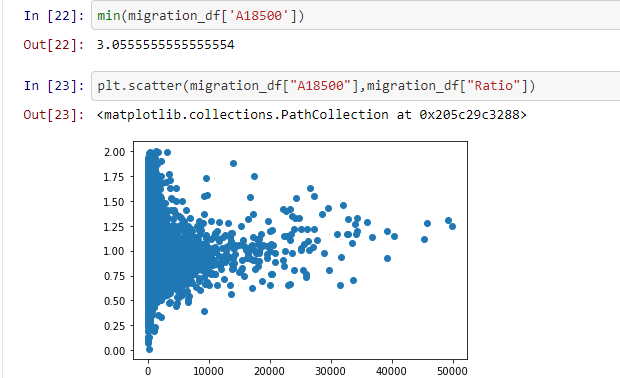 In [22]: min(migration_df['A18500'])
Out[22]: 3.0555555555555554
In [23]: plt.scatter(migration_df["A18500"],migration_df["Ratio"])
Out[23]: <matplotlib.collections.PathCollection at 0x205c29c3288>
2.00
1.75
1.50
1.25
1.00
0.75
0.50
0.25
0.00
0 10000 20000 30000 40000 50000